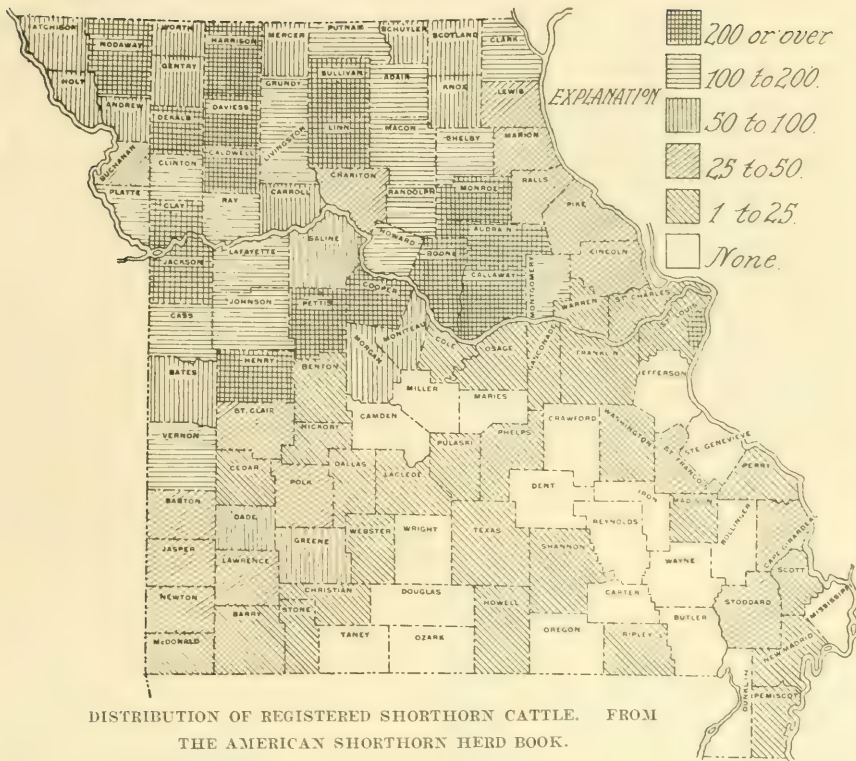 ATCHISON
NODAWAY
WORTH
HARRISON
MERCER
PUTNAM
SCHUYLER
SCOTLAND
CLARK
HOLT
GENTRY
SULLIVAN
ADAIR
KNOX
LEWIS
ANDREW
DEKALB
DAVIESS
GRUNDY
LINN
MACON
SHELBY
MARION
BUCHANAN
CLINTON
CALDWELL
LIVINGSTON
CHARITON
RANDOLPH
MONROE
RALLS
PIKE
PLATTE
CLAY
RAY
CARROLL
SALINE
HOWARD
BOONE
AUDRAIN
CALLAWAY
MONTGOMERY
LINCOLN
WARREN
ST. CHARLES
ST. LOUIS
JACKSON
LAFAYETTE
JOHNSON
PETTIS
COOPER
MONITEAU
MORGAN
COLE
OSAGE
GASCONADE
FRANKLIN
JEFFERSON
CASS
HENRY
BENTON
MILLER
MARIES
BATES
ST. CLAIR
HICKORY
CAMDEN
PULASKI
PHELPS
CRAWFORD
WASHINGTON
ST. FRANCOIS
STE GENEVIEVE
PERRY
VERNON
CEDAR
POLK
DALLAS
LACLEDE
DENT
IRON
MADISON
BOLLINGER
CAPE GIRARDEAU
BARTON
DADE
GREENE
WEBSTER
WRIGHT
TEXAS
SHANNON
REYNOLDS
WAYNE
SCOTT
JASPER
LAWRENCE
CHRISTIAN
DOUGLAS
HOWELL
CARTER
BUTLER
STODDARD
MISSISSIPPI
NEWTON
BARRY
STONE
TANEY
OZARK
OREGON
RIPLEY
NEW MADRID
McDONALD
DUNKLIN
PEMISCOT
EXPLANATION
200 or over
100 to 200.
50 to 100.
25 to 50.
1 to 25.
None.
DISTRIBUTION OF REGISTERED SHORTHORN CATTLE. FROM
THE AMERICAN SHORTHORN HERD BOOK.